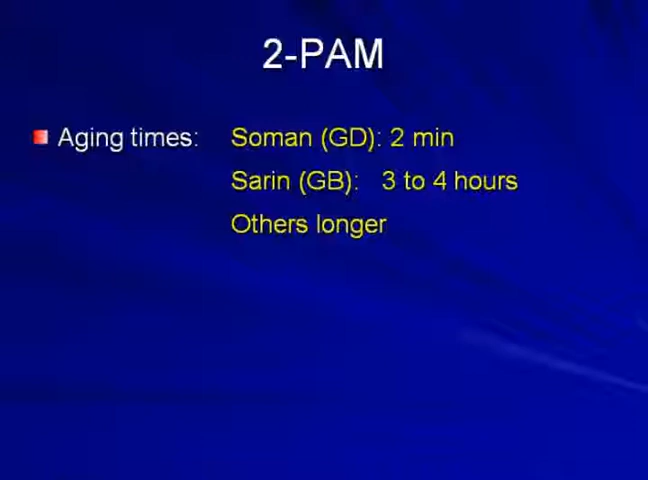 2-PAM
Aging times: Soman (GD): 2 min
Sarin (GB): 3 to 4 hours
Others longer